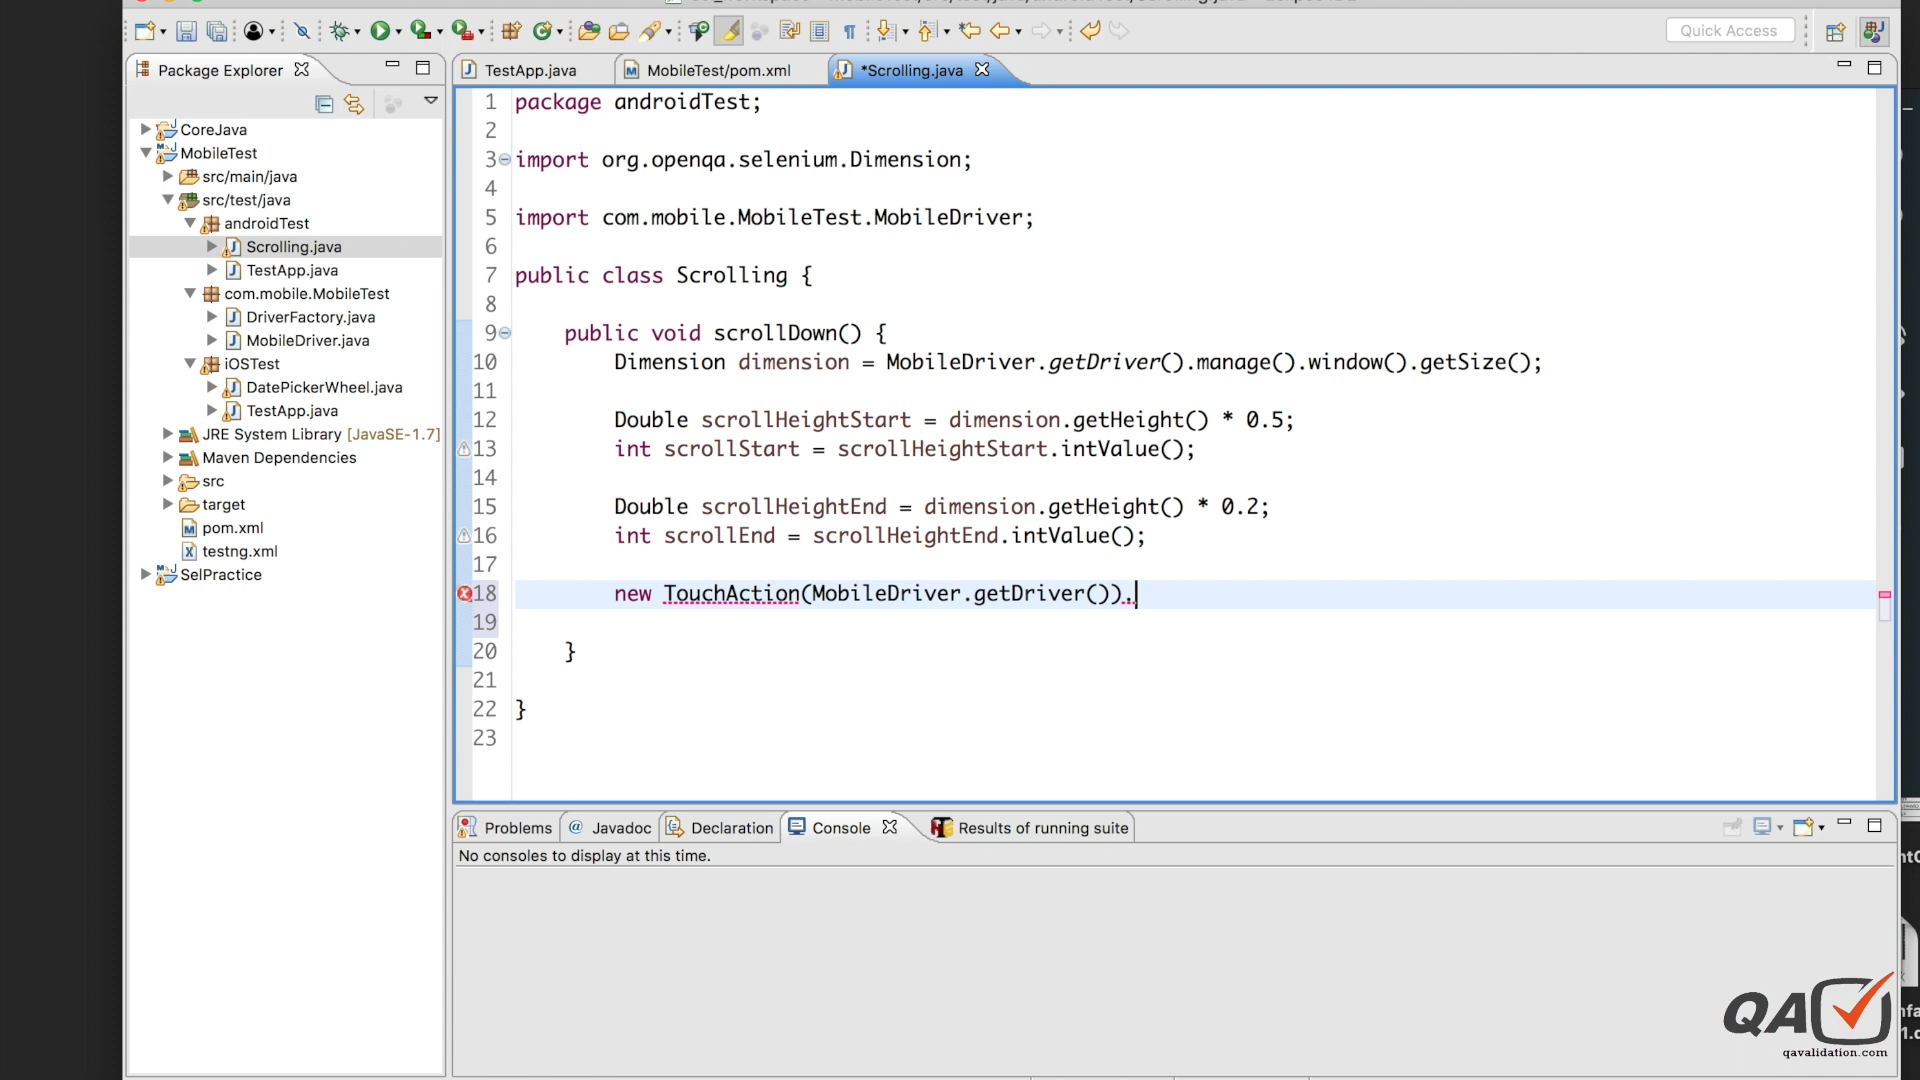 Quick Access
Package Explorer
TestApp.java
MobileTest/pom.xml
*Scrolling.java
CoreJava
MobileTest
src/main/java
src/test/java
androidTest
Scrolling.java
TestApp.java
com.mobile.MobileTest
DriverFactory.java
MobileDriver.java
iOSTest
DatePickerWheel.java
TestApp.java
JRE System Library [JavaSE-1.7]
Maven Dependencies
src
target
pom.xml
testng.xml
SelPractice
1 package androidTest;
2
3 import org.openqa.selenium.Dimension;
4
5 import com.mobile.MobileTest.MobileDriver;
6
7 public class Scrolling {
8
9 public void scrollDown() {
10 Dimension dimension = MobileDriver.getDriver().manage().window().getSize();
11
12 Double scrollHeightStart = dimension.getHeight() * 0.5;
13 int scrollStart = scrollHeightStart.intValue();
14
15 Double scrollHeightEnd = dimension.getHeight() * 0.2;
16 int scrollEnd = scrollHeightEnd.intValue();
17
18 new TouchAction(MobileDriver.getDriver()).
19
20 }
21
22 }
23
Problems
@ Javadoc
Declaration
Console
Results of running suite
No consoles to display at this time.
QA
qavalidation.com